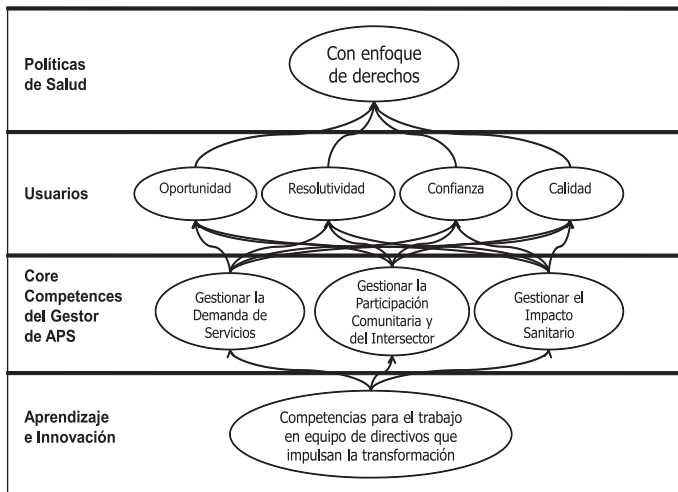 Políticas
de Salud
Con enfoque
de derechos
Usuarios
Oportunidad
Resolutividad
Confianza
Calidad
Core
Competences
del Gestor
de APS
Gestionar la
Demanda de
Servicios
Gestionar la
Participación
Comunitaria y
del Intersector
Gestionar el
Impacto
Sanitario
Aprendizaje
e Innovación
Competencias para el trabajo
en equipo de directivos que
impulsan la transformación